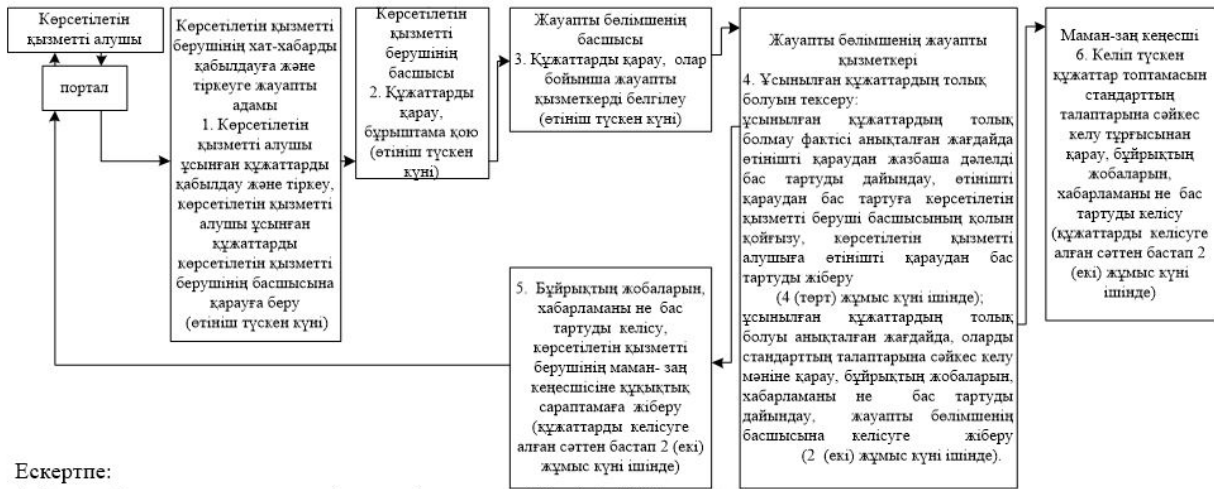 Көрсетілетін
қызметті алушы
портал
Көрсетілетін қызметті
берушінің хат-хабарды
қабылдауға және
тіркеуге жауапты
адамы
1. Көрсетілетін
қызметті алушы
ұсынған құжаттарды
қабылдау және тіркеу,
көрсетілетін қызметті
алушы ұсынған
құжаттарды
көрсетілетін қызметті
берушінің басшысына
қарауға беру
(өтініш түскен күні)
Көрсетілетін
қызметті
берушінің
басшысы
2. Құжаттарды
қарау,
бұрыштама қою
(өтініш түскен
күні)
Жауапты бөлімшенің
басшысы
3. Құжаттарды қарау, олар
бойынша жауапты
қызметкерді белгілеу
(өтініш түскен күні)
Жауапты бөлімшенің жауапты
қызметкері
4. Ұсынылған құжаттардың толық
болуын тексеру:
ұсынылған құжаттардың толық
болмау фактісі анықталған жағдайда
өтінішті қараудан жазбаша дәлелді
бас тартуды дайындау, өтінішті
қараудан бас тартуға көрсетілетін
қызметті беруші басшысының қолын
қойғызу, көрсетілетін қызметті
алушыға өтінішті қараудан бас
тартуды жіберу
(4 (төрт) жұмыс күні ішінде);
ұсынылған құжаттардың толық
болуы анықталған жағдайда, оларды
стандарттың талаптарына сәйкес келу
мәніне қарау, бұйрықтың жобаларын,
хабарламаны не бас тартуды
дайындау, жауапты бөлімшенің
басшысына келісуге жіберу
(2 (екі) жұмыс күні ішінде).
5. Бұйрықтың жобаларын,
хабарламаны не бас
тартуды келісу,
көрсетілетін қызметті
берушінің маман- заң
кеңесшісіне құқықтық
сараптамаға жіберу
(құжаттарды келісуге
алған сәттен бастап 2 (екі)
жұмыс күні ішінде)
Маман-заң кеңесші
6. Келіп түскен
құжаттар топтамасын
стандарттың
талаптарына сәйкес
келу тұрғысынан
қарау, бұйрықтың
жобаларын,
хабарламаны не бас
тартуды келісу
(құжаттарды келісуге
алған сәттен бастап 2
(екі) жұмыс күні
ішінде)
Ескертпе: